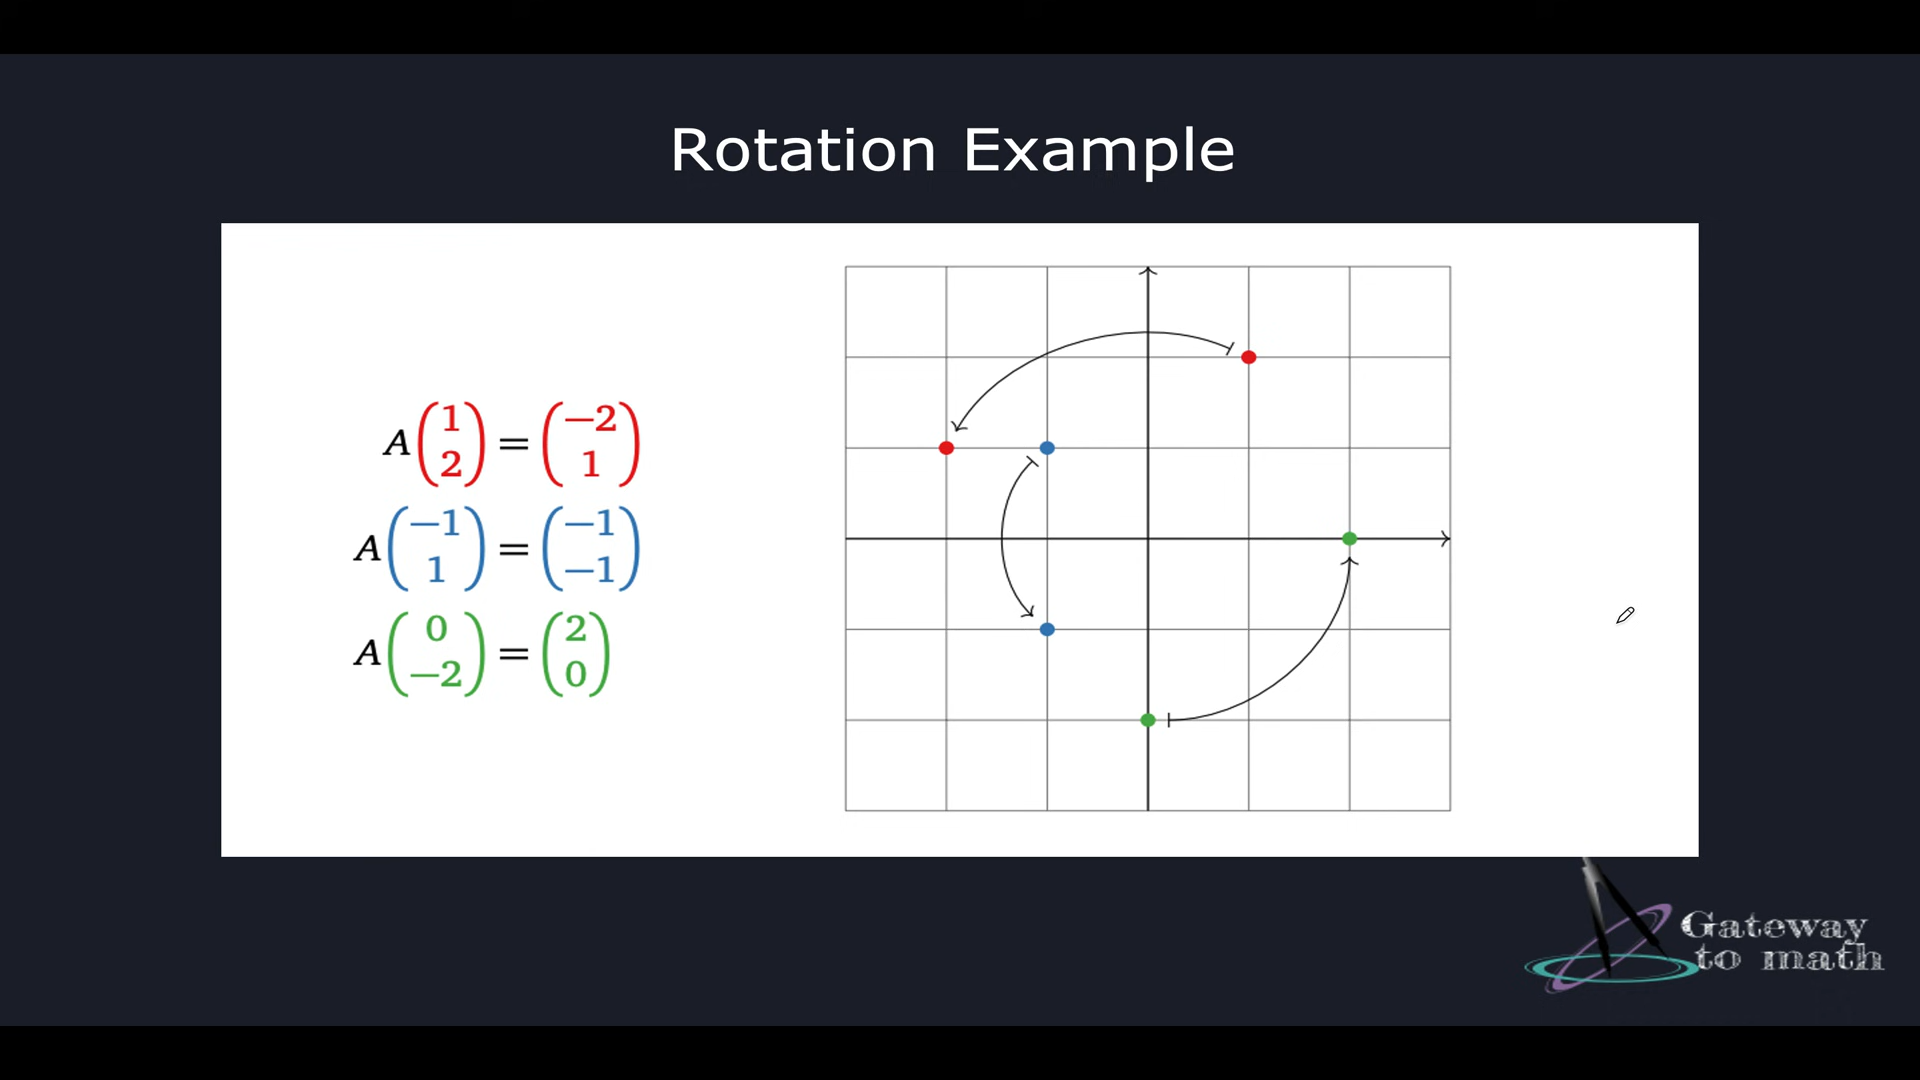 Rotation Example
A(1 2) = (−2 1)
A(−1 1) = (−1 −1)
A(0 −2) = (2 0)
Gateway
to math